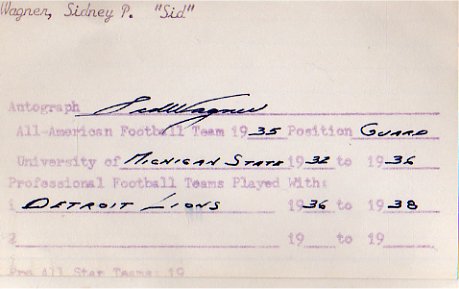 Wagner, Sidney P. "Sid"
Autograph Sid Wagner
All-American Football Team 1935 Position GUARD
University of MICHIGAN STATE 1932 to 1936
Professional Football Teams Played With:
1 DETROIT LIONS 1936 to 1938
2 19 to 19
Pro All Star Teams: 19